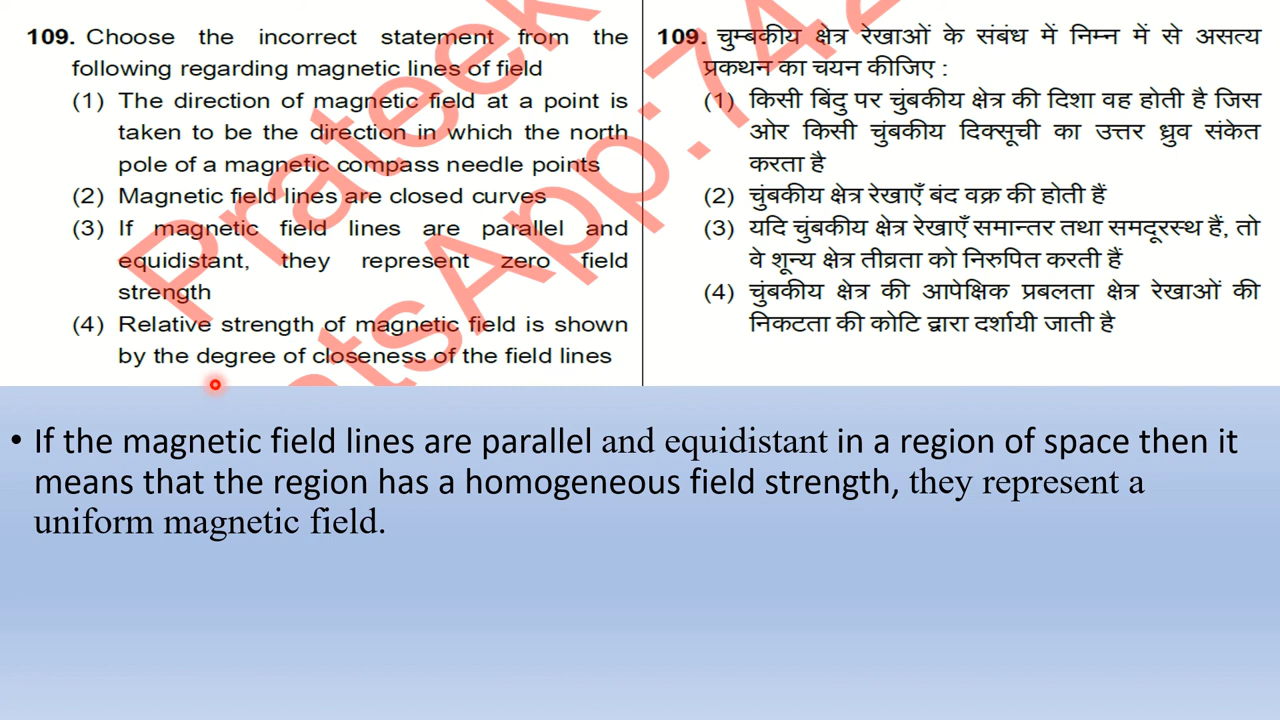 109. Choose the incorrect statement from the
following regarding magnetic lines of field
(1) The direction of magnetic field at a point is
taken to be the direction in which the north
pole of a magnetic compass needle points
(2) Magnetic field lines are closed curves
(3) If magnetic field lines are parallel and
equidistant, they represent zero field
strength
(4) Relative strength of magnetic field is shown
by the degree of closeness of the field lines
109. चुम्बकीय क्षेत्र रेखाओं के संबंध में निम्न में से असत्य
प्रकथन का चयन कीजिए :
(1) किसी बिंदु पर चुंबकीय क्षेत्र की दिशा वह होती है जिस
ओर किसी चुंबकीय दिक्सूची का उत्तर ध्रुव संकेत
करता है
(2) चुंबकीय क्षेत्र रेखाएँ बंद वक्र की होती हैं
(3) यदि चुंबकीय क्षेत्र रेखाएँ समान्तर तथा समदूरस्थ हैं, तो
वे शून्य क्षेत्र तीव्रता को निरुपित करती हैं
(4) चुंबकीय क्षेत्र की आपेक्षिक प्रबलता क्षेत्र रेखाओं की
निकटता की कोटि द्वारा दर्शायी जाती है
Prateek
atsApp:742
• If the magnetic field lines are parallel and equidistant in a region of space then it
means that the region has a homogeneous field strength, they represent a
uniform magnetic field.